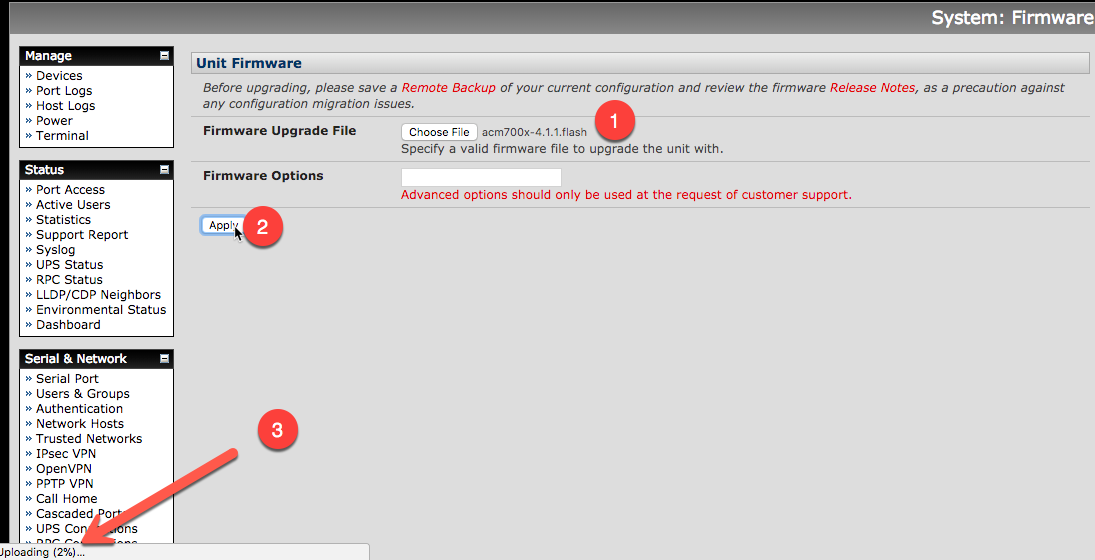 System: Firmware
Manage
» Devices
» Port Logs
» Host Logs
» Power
» Terminal
Status
» Port Access
» Active Users
» Statistics
» Support Report
» Syslog
» UPS Status
» RPC Status
» LLDP/CDP Neighbors
» Environmental Status
» Dashboard
Serial & Network
» Serial Port
» Users & Groups
» Authentication
» Network Hosts
» Trusted Networks
» IPsec VPN
» OpenVPN
» PPTP VPN
» Call Home
» Cascaded Ports
» UPS Connections
» RPC Connections
Uploading (2%)...
3
Unit Firmware
Before upgrading, please save a Remote Backup of your current configuration and review the firmware Release Notes, as a precaution against
any configuration migration issues.
Firmware Upgrade File
Choose File acm700x-4.1.1.flash
1
Specify a valid firmware file to upgrade the unit with.
Firmware Options
Advanced options should only be used at the request of customer support.
Apply
2